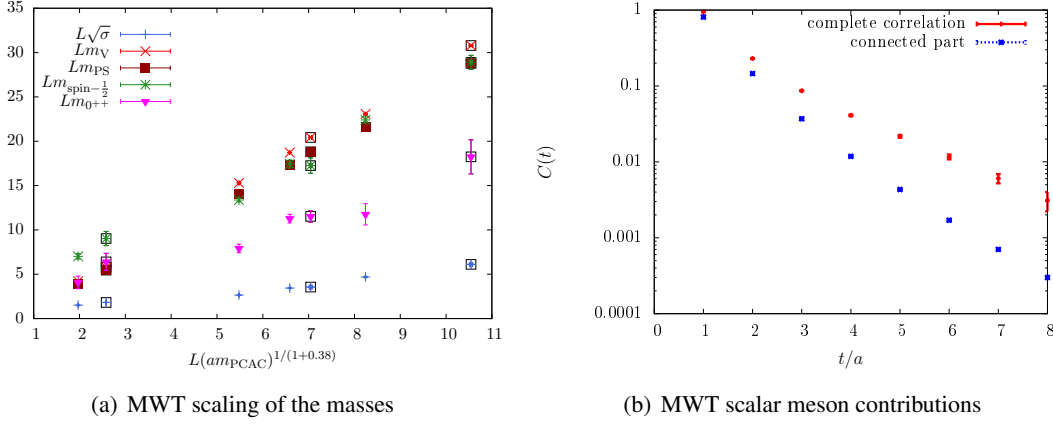 L√σ
Lm_V
Lm_PS
Lm_spin−1/2
Lm_0++
35
30
25
20
15
10
5
0
1 2 3 4 5 6 7 8 9 10 11
L(am_PCAC)^1/(1+0.38)
(a) MWT scaling of the masses
complete correlation
connected part
C(t)
1
0.1
0.01
0.001
0.0001
0 1 2 3 4 5 6 7 8
t/a
(b) MWT scalar meson contributions